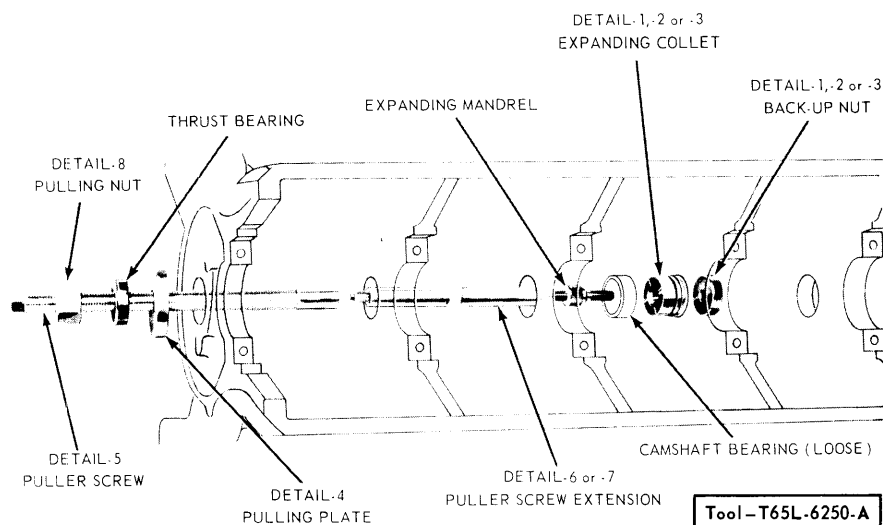 DETAIL-1,-2 or -3
EXPANDING COLLET
DETAIL-1,-2 or -3
BACK-UP NUT
EXPANDING MANDREL
THRUST BEARING
DETAIL-8
PULLING NUT
DETAIL-5
PULLER SCREW
DETAIL-4
PULLING PLATE
DETAIL-6 or -7
PULLER SCREW EXTENSION
CAMSHAFT BEARING (LOOSE)
Tool-T65L-6250-A